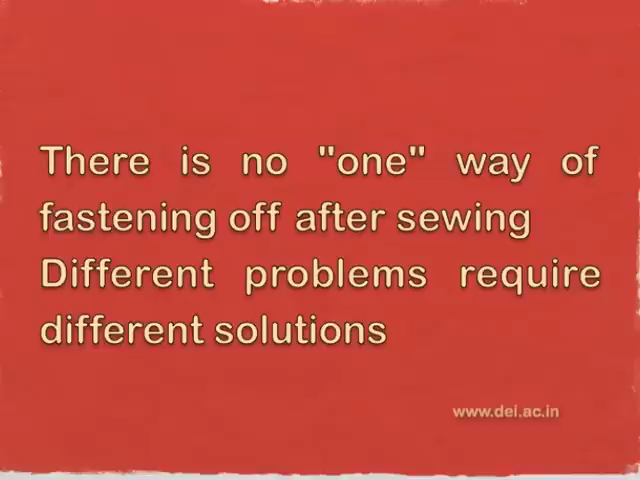 There is no "one" way of
fastening off after sewing
Different problems require
different solutions
www.dei.ac.in